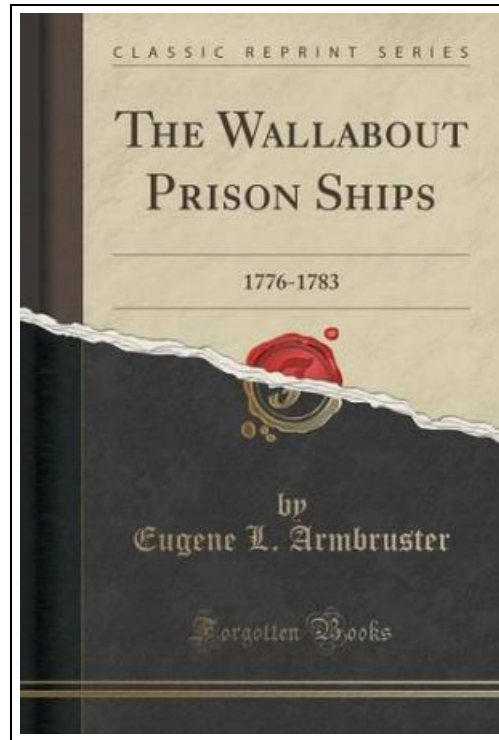 CLASSIC REPRINT SERIES
THE WALLABOUT
PRISON SHIPS
1776-1783
F
by
Eugene L. Armbruster
Forgotten Books